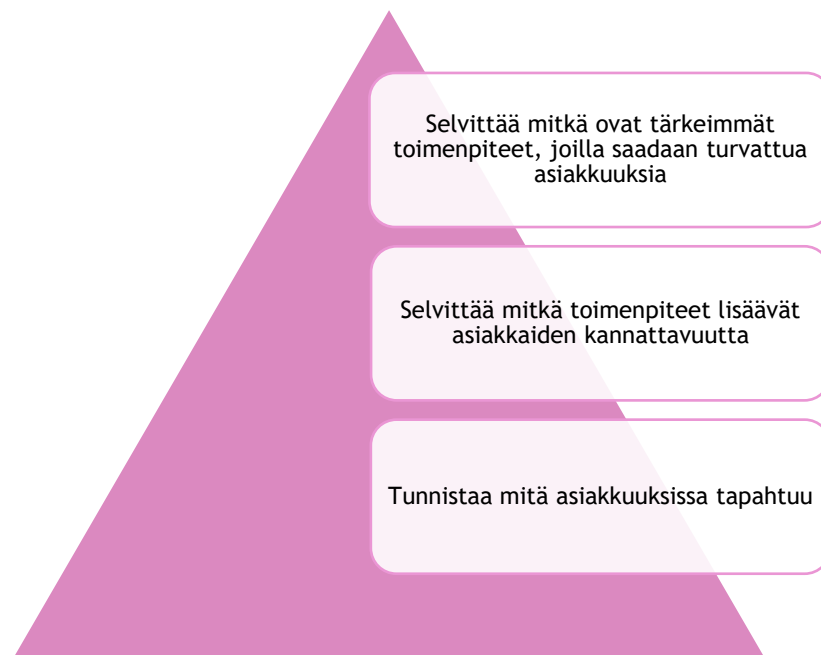 Selvittää mitkä ovat tärkeimmät
toimenpiteet, joilla saadaan turvattua
asiakkuuksia
Selvittää mitkä toimenpiteet lisäävät
asiakkaiden kannattavuutta
Tunnistaa mitä asiakkuuksissa tapahtuu